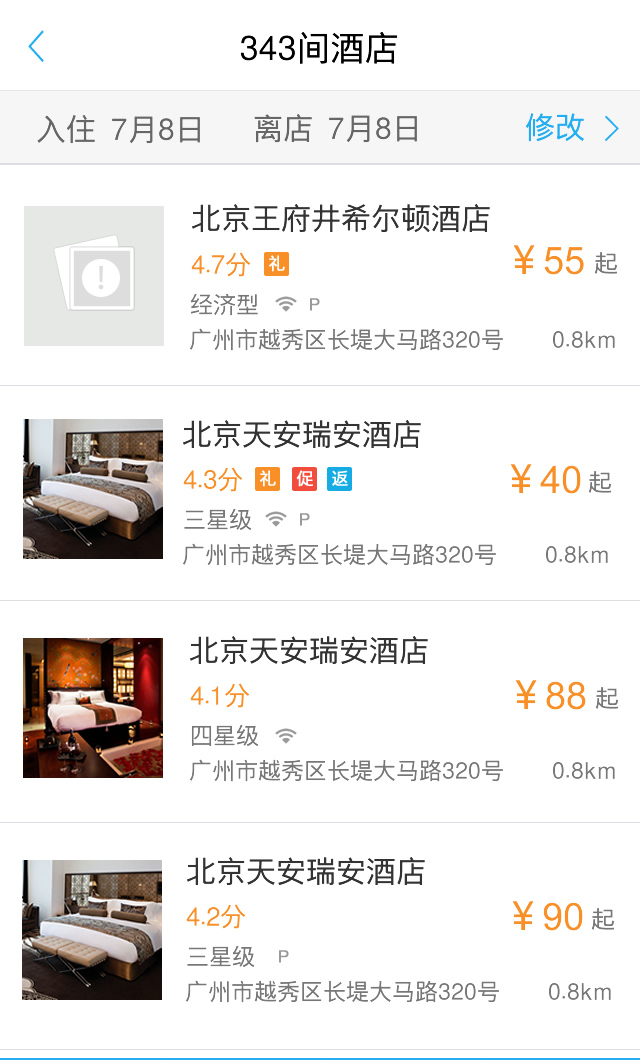 343间酒店
入住 7月8日 离店 7月8日 修改
北京王府井希尔顿酒店
4.7分 礼 ¥ 55 起
经济型 P
广州市越秀区长堤大马路320号 0.8km
北京天安瑞安酒店
4.3分 礼 促 返 ¥ 40 起
三星级 P
广州市越秀区长堤大马路320号 0.8km
北京天安瑞安酒店
4.1分 ¥ 88 起
四星级
广州市越秀区长堤大马路320号 0.8km
北京天安瑞安酒店
4.2分 ¥ 90 起
三星级 P
广州市越秀区长堤大马路320号 0.8km